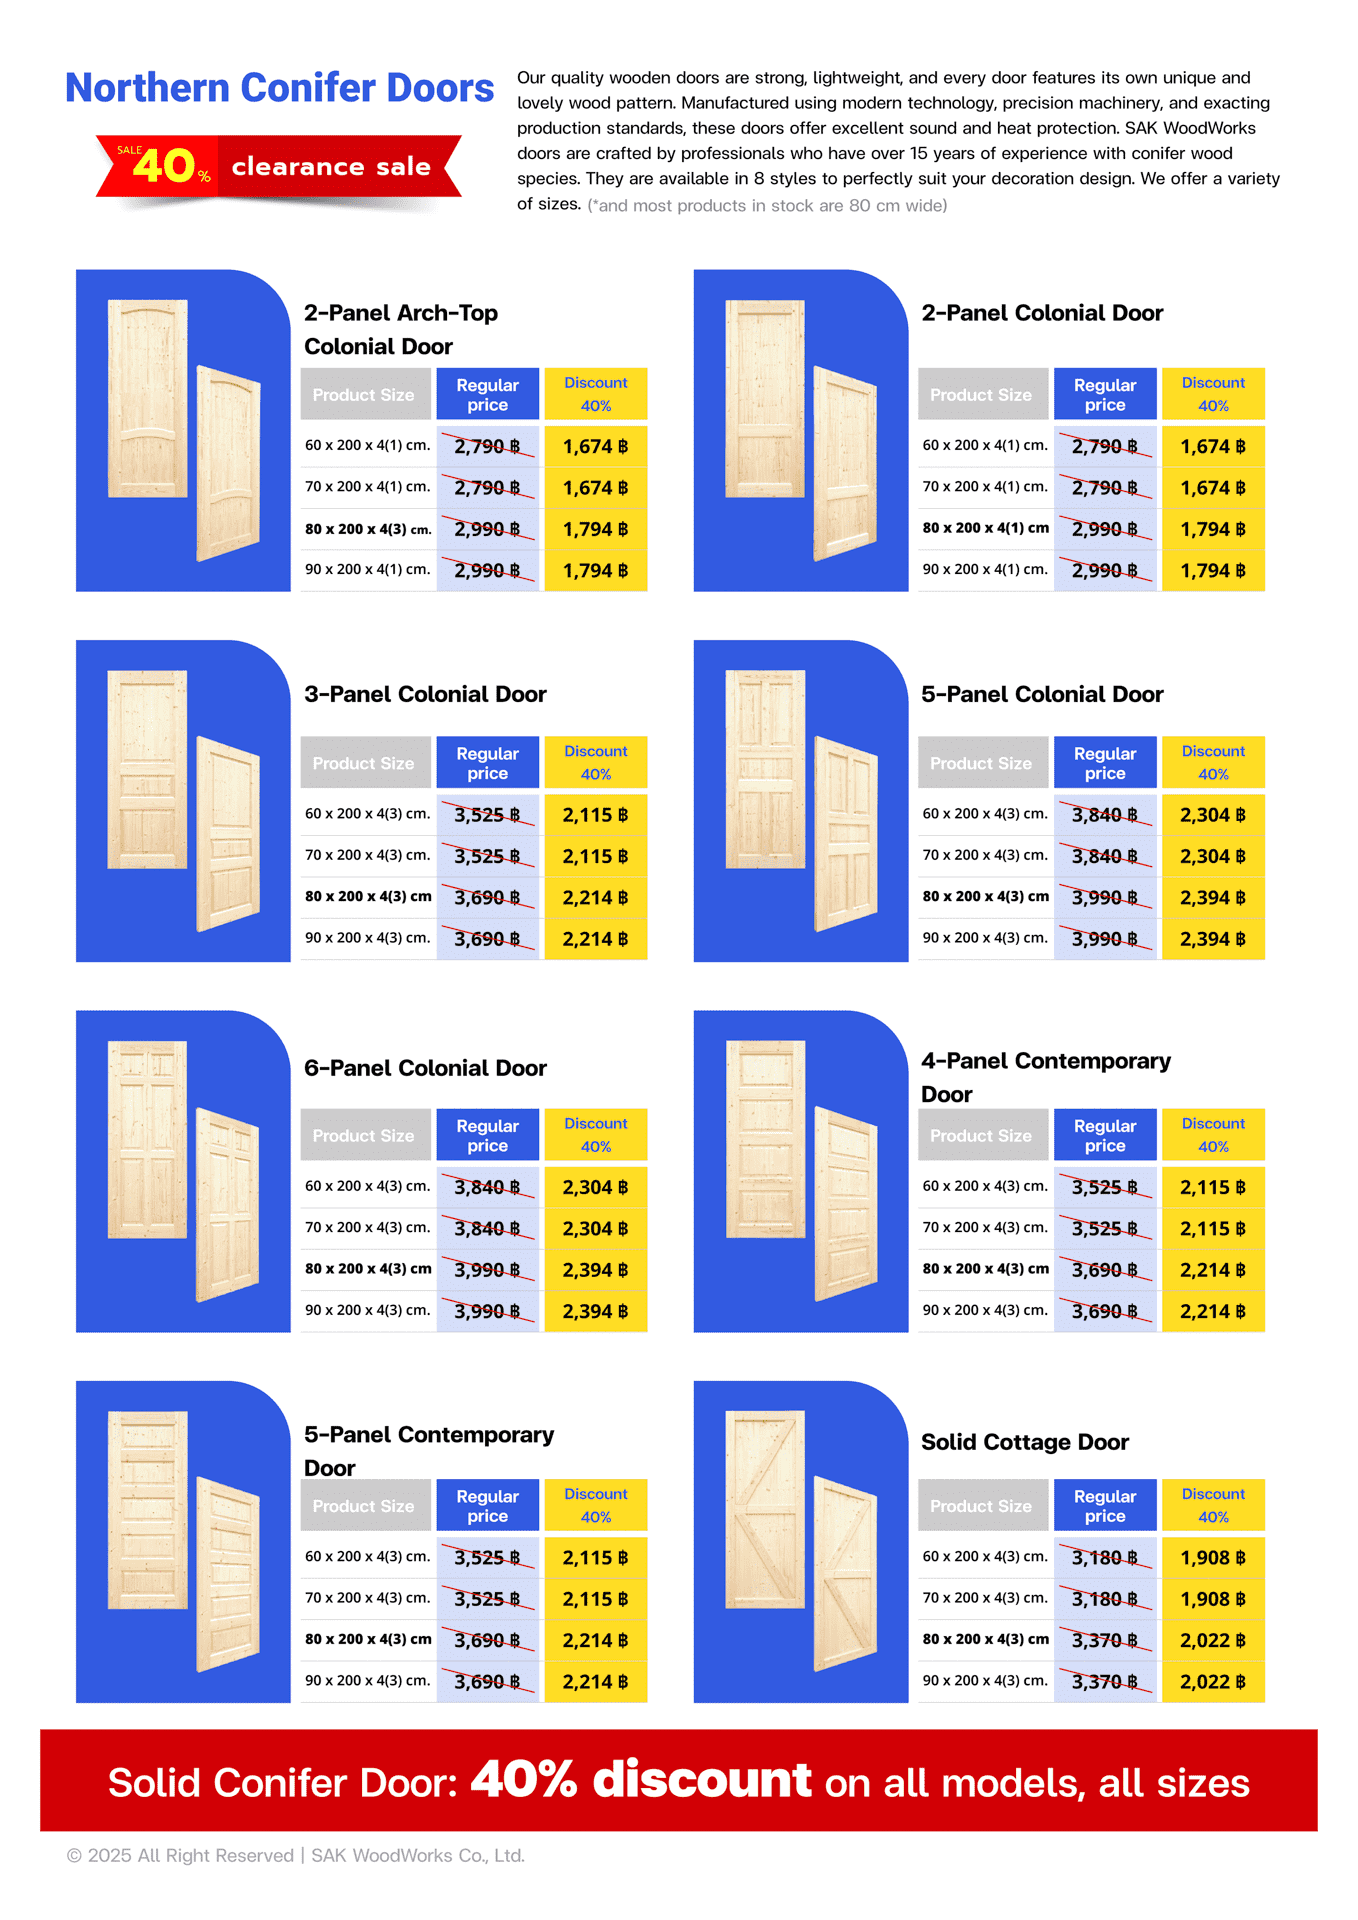 Northern Conifer Doors
SALE 40% clearance sale
Our quality wooden doors are strong, lightweight, and every door features its own unique and
lovely wood pattern. Manufactured using modern technology, precision machinery, and exacting
production standards, these doors offer excellent sound and heat protection. SAK WoodWorks
doors are crafted by professionals who have over 15 years of experience with conifer wood
species. They are available in 8 styles to perfectly suit your decoration design. We offer a variety
of sizes. (*and most products in stock are 80 cm wide)
2-Panel Arch-Top
Colonial Door
Product Size Regular price Discount 40%
60 x 200 x 4(1) cm. 2,790 ฿ 1,674 ฿
70 x 200 x 4(1) cm. 2,790 ฿ 1,674 ฿
80 x 200 x 4(3) cm. 2,990 ฿ 1,794 ฿
90 x 200 x 4(1) cm. 2,990 ฿ 1,794 ฿
2-Panel Colonial Door
Product Size Regular price Discount 40%
60 x 200 x 4(1) cm. 2,790 ฿ 1,674 ฿
70 x 200 x 4(1) cm. 2,790 ฿ 1,674 ฿
80 x 200 x 4(1) cm 2,990 ฿ 1,794 ฿
90 x 200 x 4(1) cm. 2,990 ฿ 1,794 ฿
3-Panel Colonial Door
Product Size Regular price Discount 40%
60 x 200 x 4(3) cm. 3,525 ฿ 2,115 ฿
70 x 200 x 4(3) cm. 3,525 ฿ 2,115 ฿
80 x 200 x 4(3) cm 3,690 ฿ 2,214 ฿
90 x 200 x 4(3) cm. 3,690 ฿ 2,214 ฿
5-Panel Colonial Door
Product Size Regular price Discount 40%
60 x 200 x 4(3) cm. 3,840 ฿ 2,304 ฿
70 x 200 x 4(3) cm. 3,840 ฿ 2,304 ฿
80 x 200 x 4(3) cm 3,990 ฿ 2,394 ฿
90 x 200 x 4(3) cm. 3,990 ฿ 2,394 ฿
6-Panel Colonial Door
Product Size Regular price Discount 40%
60 x 200 x 4(3) cm. 3,840 ฿ 2,304 ฿
70 x 200 x 4(3) cm. 3,840 ฿ 2,304 ฿
80 x 200 x 4(3) cm 3,990 ฿ 2,394 ฿
90 x 200 x 4(3) cm. 3,990 ฿ 2,394 ฿
4-Panel Contemporary
Door
Product Size Regular price Discount 40%
60 x 200 x 4(3) cm. 3,525 ฿ 2,115 ฿
70 x 200 x 4(3) cm. 3,525 ฿ 2,115 ฿
80 x 200 x 4(3) cm 3,690 ฿ 2,214 ฿
90 x 200 x 4(3) cm. 3,690 ฿ 2,214 ฿
5-Panel Contemporary
Door
Product Size Regular price Discount 40%
60 x 200 x 4(3) cm. 3,525 ฿ 2,115 ฿
70 x 200 x 4(3) cm. 3,525 ฿ 2,115 ฿
80 x 200 x 4(3) cm 3,690 ฿ 2,214 ฿
90 x 200 x 4(3) cm. 3,690 ฿ 2,214 ฿
Solid Cottage Door
Product Size Regular price Discount 40%
60 x 200 x 4(3) cm. 3,180 ฿ 1,908 ฿
70 x 200 x 4(3) cm. 3,180 ฿ 1,908 ฿
80 x 200 x 4(3) cm 3,370 ฿ 2,022 ฿
90 x 200 x 4(3) cm. 3,370 ฿ 2,022 ฿
Solid Conifer Door: 40% discount on all models, all sizes
© 2025 All Right Reserved | SAK WoodWorks Co., Ltd.